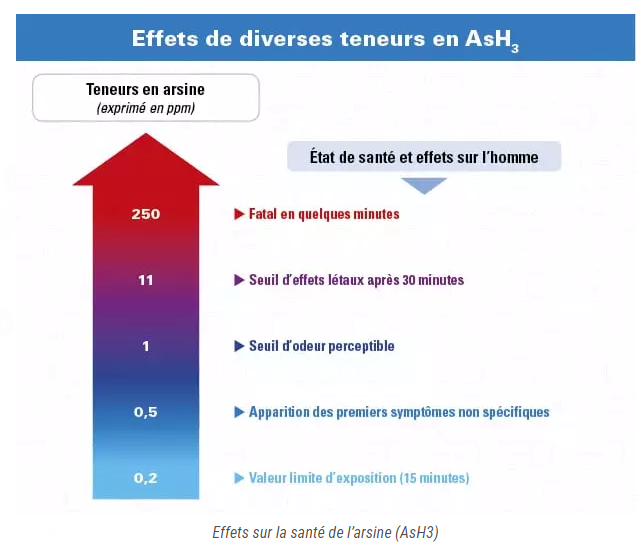 Effets de diverses teneurs en AsH₃
Teneurs en arsine
(exprimé en ppm)
État de santé et effets sur l'homme
250 ▶ Fatal en quelques minutes
11 ▶ Seuil d'effets létaux après 30 minutes
1 ▶ Seuil d'odeur perceptible
0,5 ▶ Apparition des premiers symptômes non spécifiques
0,2 ▶ Valeur limite d'exposition (15 minutes)
Effets sur la santé de l'arsine (AsH3)